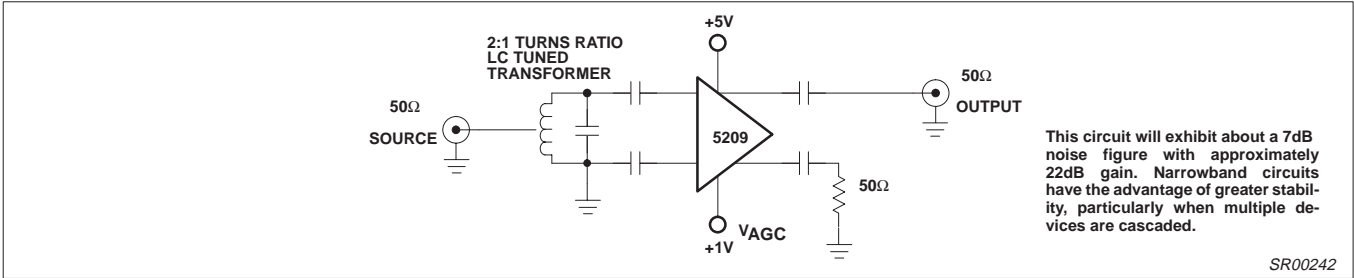 +5V
2:1 TURNS RATIO
LC TUNED
TRANSFORMER
50Ω
SOURCE
5209
50Ω
OUTPUT
50Ω
VAGC
+1V
This circuit will exhibit about a 7dB
noise figure with approximately
22dB gain. Narrowband circuits
have the advantage of greater stabil-
ity, particularly when multiple de-
vices are cascaded.
SR00242